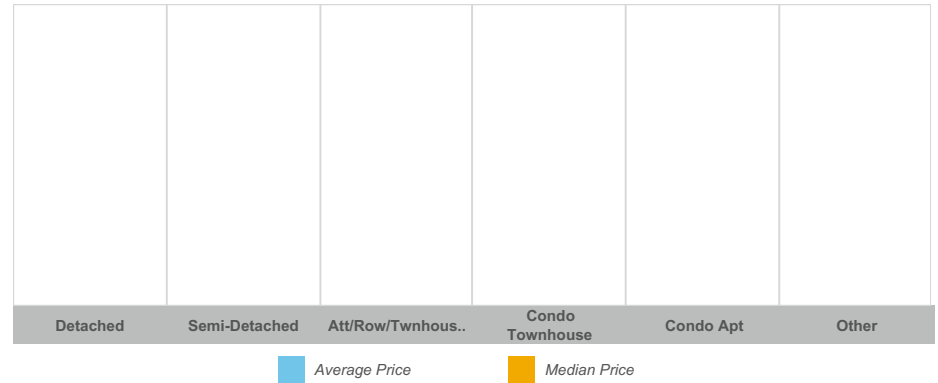 Detached Semi-Detached Att/Row/Twnhous.. Condo Townhouse Condo Apt Other
Average Price Median Price